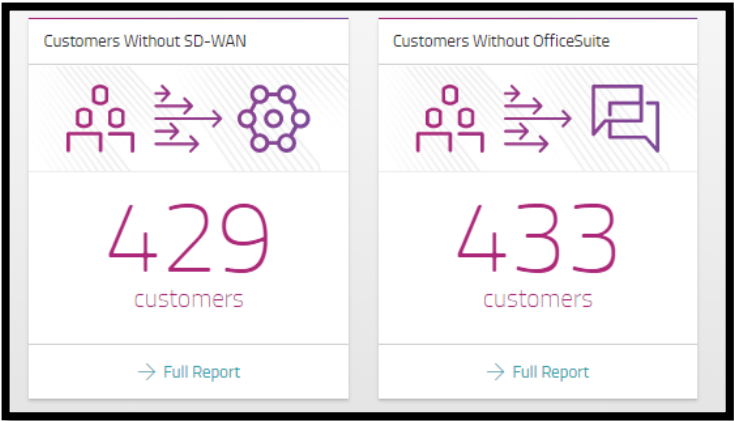 Customers Without SD-WAN
429
customers
Full Report
Customers Without OfficeSuite
433
customers
Full Report